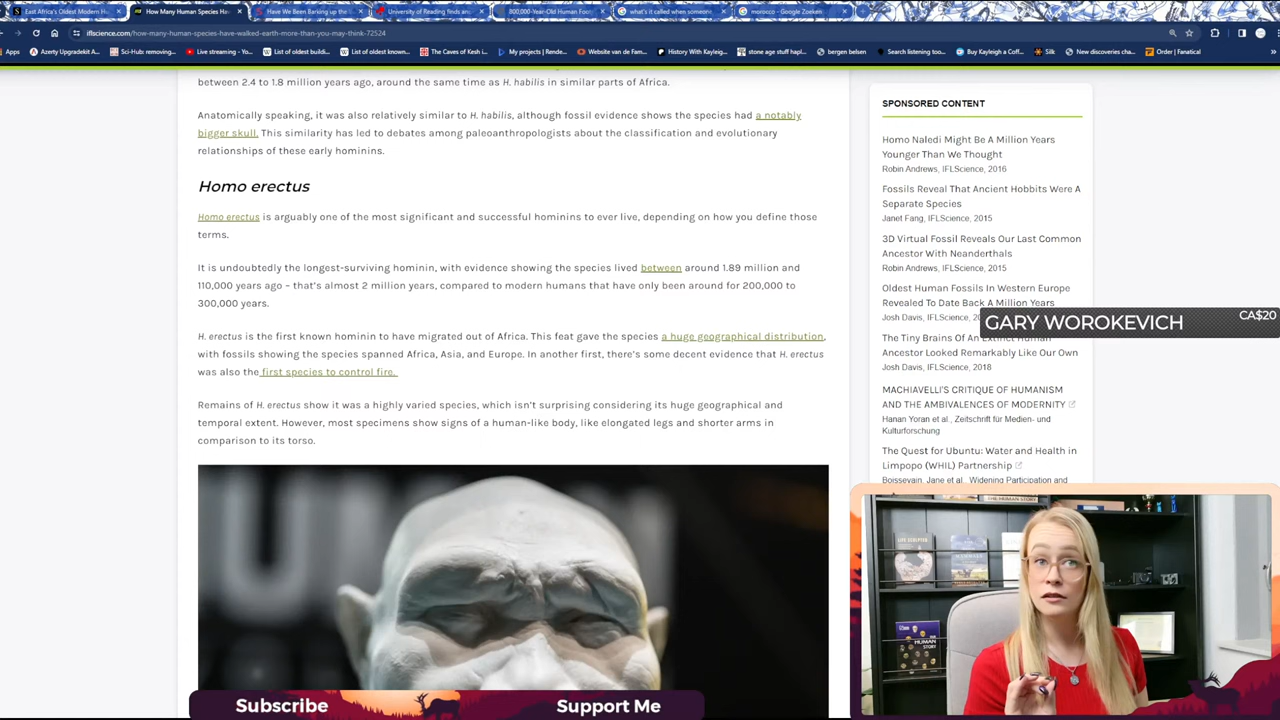 East Africa's Oldest Modern H
How Many Human Species Ha
Have We Been Barking up the
University of Reading finds an
300,000-Year-Old Human Foo
what's it called when someone
morocco - Google Zoeken
iflscience.com/how-many-human-species-have-walked-earth-more-than-you-may-think-72524
Apps
Azerty Upgradekit A...
Sci-Hub: removing...
Live streaming - Yo...
List of oldest buildi...
List of oldest known...
The Caves of Kesh i...
My projects | Rende...
Website van de Fam...
History With Kayleig...
stone age stuff hapl...
bergen belsen
Search listing too...
Buy Kayleigh a Coff...
Silk
New discoveries cha...
Order | Fanatical
»
between 2.4 to 1.8 million years ago, around the same time as H. habilis in similar parts of Africa.
Anatomically speaking, it was also relatively similar to H. habilis, although fossil evidence shows the species had a notably
bigger skull. This similarity has led to debates among paleoanthropologists about the classification and evolutionary
relationships of these early hominins.
Homo erectus
Homo erectus is arguably one of the most significant and successful hominins to ever live, depending on how you define those
terms.
It is undoubtedly the longest-surviving hominin, with evidence showing the species lived between around 1.89 million and
110,000 years ago – that's almost 2 million years, compared to modern humans that have only been around for 200,000 to
300,000 years.
H. erectus is the first known hominin to have migrated out of Africa. This feat gave the species a huge geographical distribution,
with fossils showing the species spanned Africa, Asia, and Europe. In another first, there's some decent evidence that H. erectus
was also the first species to control fire.
Remains of H. erectus show it was a highly varied species, which isn't surprising considering its huge geographical and
temporal extent. However, most specimens show signs of a human-like body, like elongated legs and shorter arms in
comparison to its torso.
SPONSORED CONTENT
Homo Naledi Might Be A Million Years
Younger Than We Thought
Robin Andrews, IFLScience, 2016
Fossils Reveal That Ancient Hobbits Were A
Separate Species
Janet Fang, IFLScience, 2015
3D Virtual Fossil Reveals Our Last Common
Ancestor With Neanderthals
Robin Andrews, IFLScience, 2015
Oldest Human Fossils In Western Europe
Revealed To Date Back A Million Years
Josh Davis, IFLSc
GARY WOROKEVICH
CA$20
The Tiny Brains Of An Extinct Human
Ancestor Looked Remarkably Like Our Own
Josh Davis, IFLScience, 2018
MACHIAVELLI'S CRITIQUE OF HUMANISM
AND THE AMBIVALENCES OF MODERNITY
Hanan Yoran et al., Zeitschrift für Medien- und
Kulturforschung
The Quest for Ubuntu: Water and Health in
Limpopo (WHIL) Partnership
Boissevain, Jane et al., Widening Participation and
THE HUMAN STORY
LIFE SCRIPTED
THE
HUMAN
STORY
Subscribe
Support Me